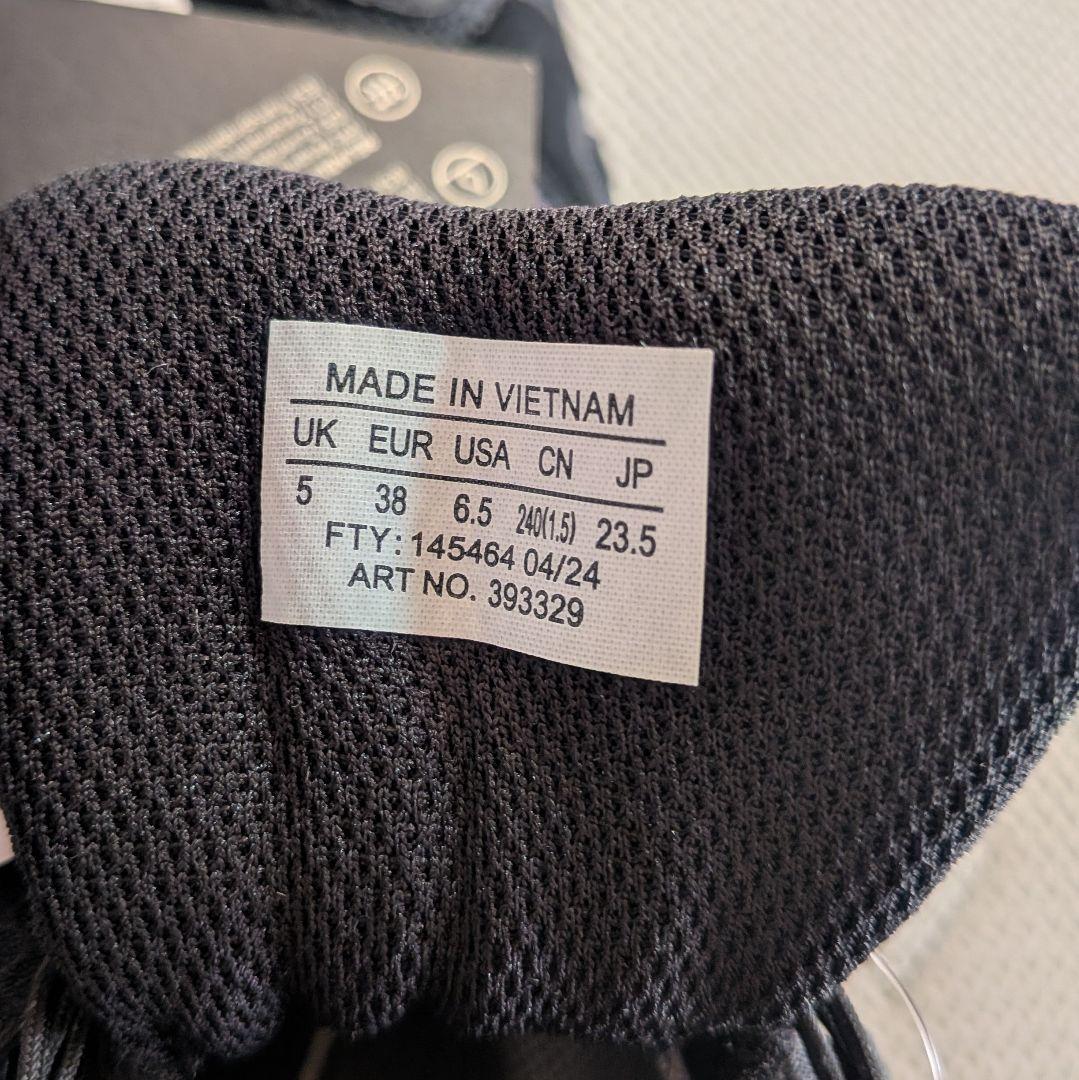 MADE IN VIETNAM
UK EUR USA CN JP
5 38 6.5 240(1.5) 23.5
FTY: 145464 04/24
ART NO. 393329